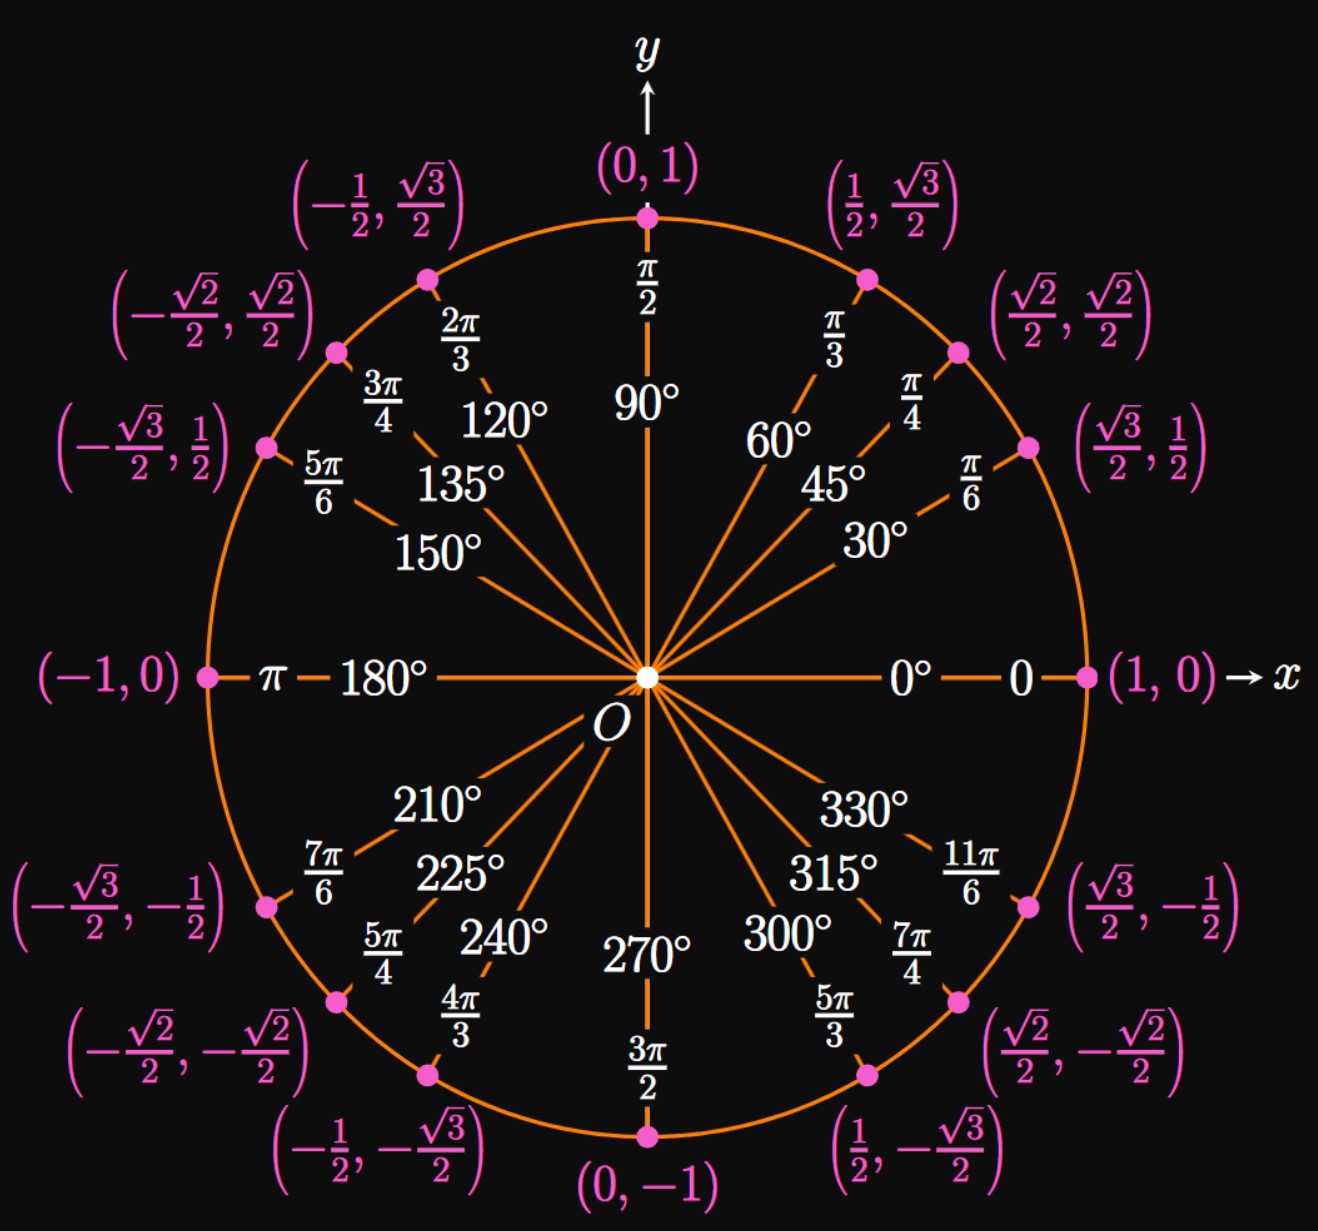 y
(0, 1)
(-1/2, √3/2)
(1/2, √3/2)
(-√2/2, √2/2)
(√2/2, √2/2)
(-√3/2, 1/2)
(√3/2, 1/2)
π/2
2π/3
π/3
3π/4
π/4
5π/6
π/6
90°
120°
60°
135°
45°
150°
30°
(-1, 0) π 180° 0° 0 (1, 0) x
O
210°
330°
7π/6
225°
315°
11π/6
(-√3/2, -1/2)
(√3/2, -1/2)
5π/4
240°
270°
300°
7π/4
4π/3
5π/3
(-√2/2, -√2/2)
3π/2
(√2/2, -√2/2)
(-1/2, -√3/2)
(0, -1)
(1/2, -√3/2)